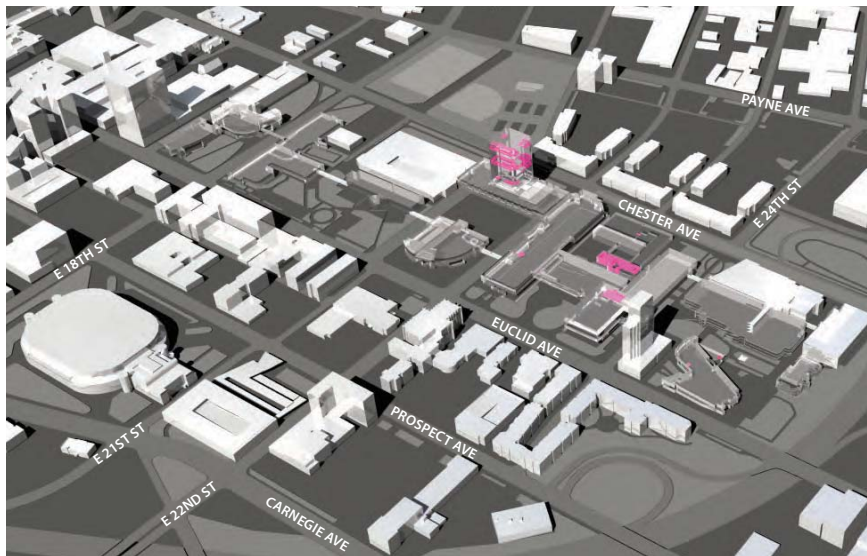 PAYNE AVE
CHESTER AVE
E 24TH ST
E 18TH ST
EUCLID AVE
PROSPECT AVE
E 21ST ST
E 22ND ST
CARNEGIE AVE